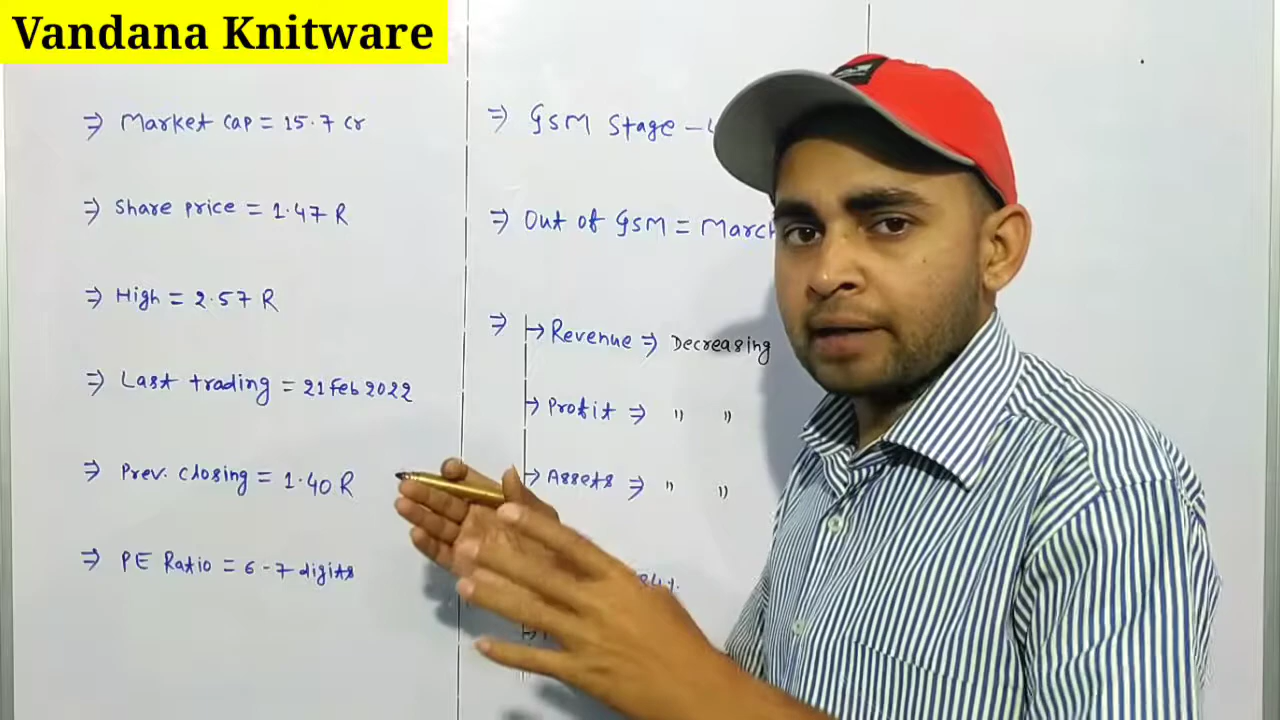 Vandana Knitware
⇒ Market cap = 15.7 cr
⇒ Share price = 1.47 R
⇒ High = 2.57 R
⇒ Last trading = 21 Feb 2022
⇒ Prev. closing = 1.40 R
⇒ PE Ratio = 6-7 digits
⇒ GSM Stage -
⇒ Out of GSM = March
⇒ → Revenue ⇒ Decreasing
→ Profit ⇒ " "
→ Assets ⇒ " "